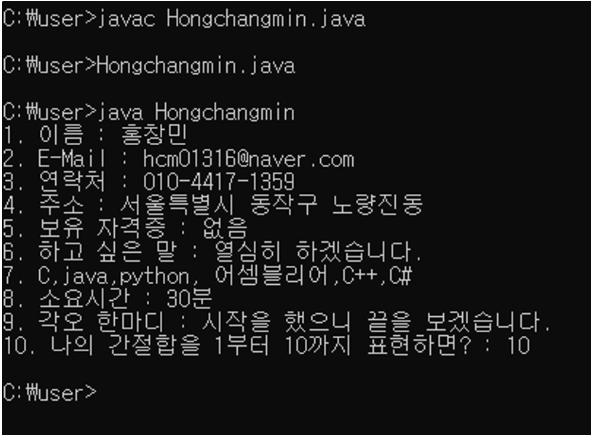 C:₩user>javac Hongchangmin.java
C:₩user>Hongchangmin.java
C:₩user>java Hongchangmin
1. 이름 : 홍창민
2. E-Mail : hcm01316@naver.com
3. 연락처 : 010-4417-1359
4. 주소 : 서울특별시 동작구 노량진동
5. 보유 자격증 : 없음
6. 하고 싶은 말 : 열심히 하겠습니다.
7. C,java,python, 어셈블리어,C++,C#
8. 소요시간 : 30분
9. 각오 한마디 : 시작을 했으니 끝을 보겠습니다.
10. 나의 간절합을 1부터 10까지 표현하면? : 10
C:₩user>